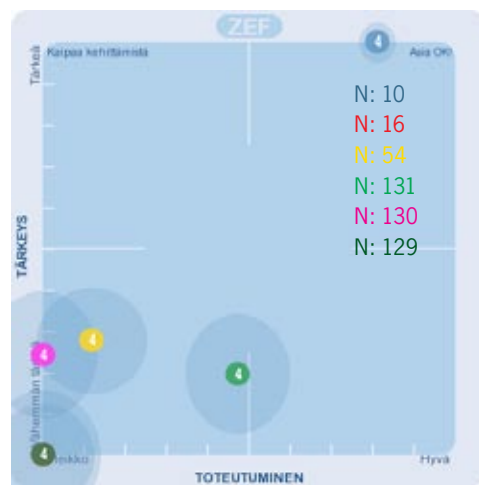 ZEF
Kaipaa kehittämistä
4
Asia OK!
Tärkeä
N: 10
N: 16
N: 54
N: 131
N: 130
N: 129
TÄRKEYS
4
4
4
4
Hyvä
TOTEUTUMINEN